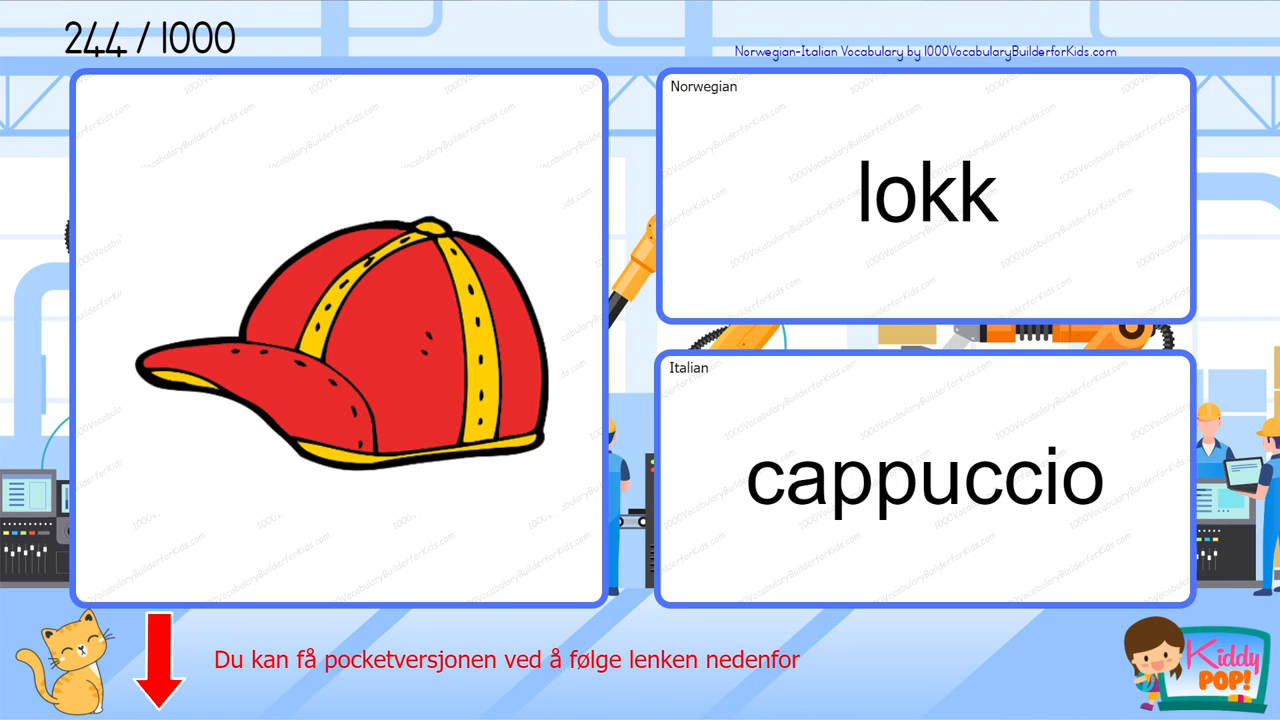 244 / 1000
Norwegian-Italian Vocabulary by 1000VocabularyBuilderforKids.com
Norwegian
lokk
Italian
cappuccio
Du kan få pocketversjonen ved å følge lenken nedenfor
Kiddy
POP!